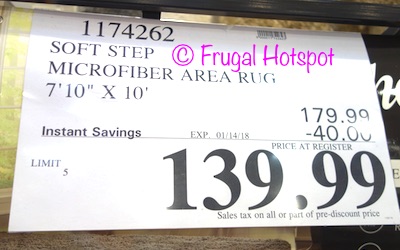 1174262
SOFT STEP
© Frugal Hotspot
MICROFIBER AREA RUG
7'10" X 10'
179.99
Instant Savings EXP. 01/14/18 -40.00
PRICE AT REGISTER
LIMIT
5
139.99
Sales tax on all or part of pre-discount price